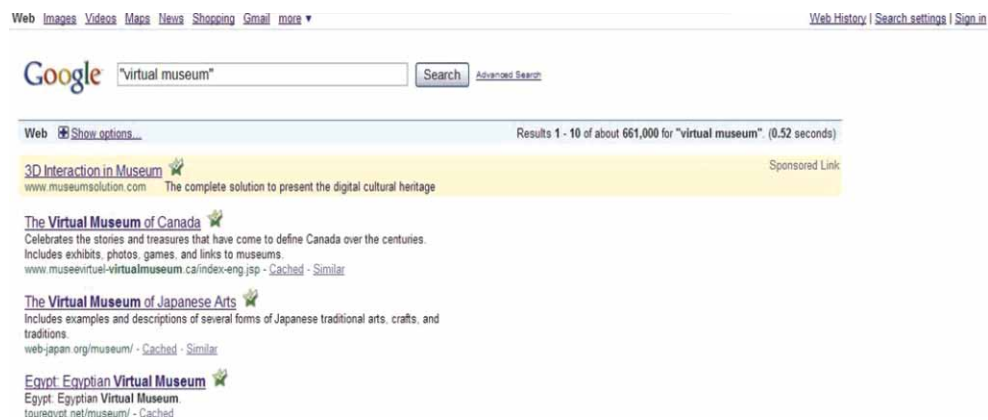 Web Images Videos Maps News Shopping Gmail more ▼ Web History | Search settings | Sign in
Google "virtual museum" Search Advanced Search
Web Show options... Results 1 - 10 of about 661,000 for "virtual museum". (0.52 seconds)
3D Interaction in Museum Sponsored Link
www.museumsolution.com The complete solution to present the digital cultural heritage
The Virtual Museum of Canada
Celebrates the stories and treasures that have come to define Canada over the centuries.
Includes exhibits, photos, games, and links to museums.
www.museevirtuel-virtualmuseum.ca/index-eng.jsp - Cached - Similar
The Virtual Museum of Japanese Arts
Includes examples and descriptions of several forms of Japanese traditional arts, crafts, and
traditions.
web-japan.org/museum/ - Cached - Similar
Egypt: Egyptian Virtual Museum
Egypt: Egyptian Virtual Museum.
touregypt.net/museum/ - Cached